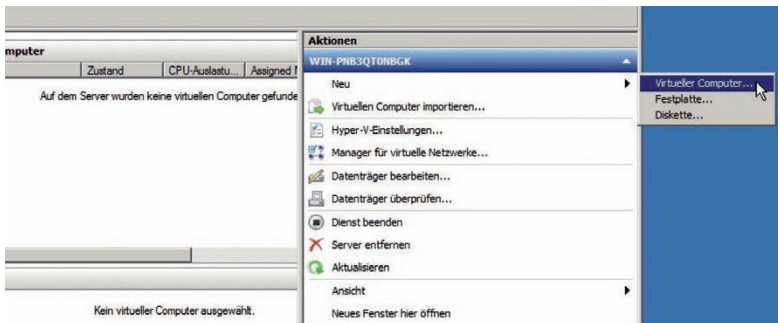 mputer
Zustand
CPU-Auslastu...
Assigned
Auf dem Server wurden keine virtuellen Computer gefunde
Kein virtueller Computer ausgewählt.
Aktionen
WIN-PNB3QT0NBGK
Neu
Virtuellen Computer importieren...
Hyper-V-Einstellungen...
Manager für virtuelle Netzwerke...
Datenträger bearbeiten...
Datenträger überprüfen...
Dienst beenden
Server entfernen
Aktualisieren
Ansicht
Neues Fenster hier öffnen
Virtueller Computer...
Festplatte...
Diskette...